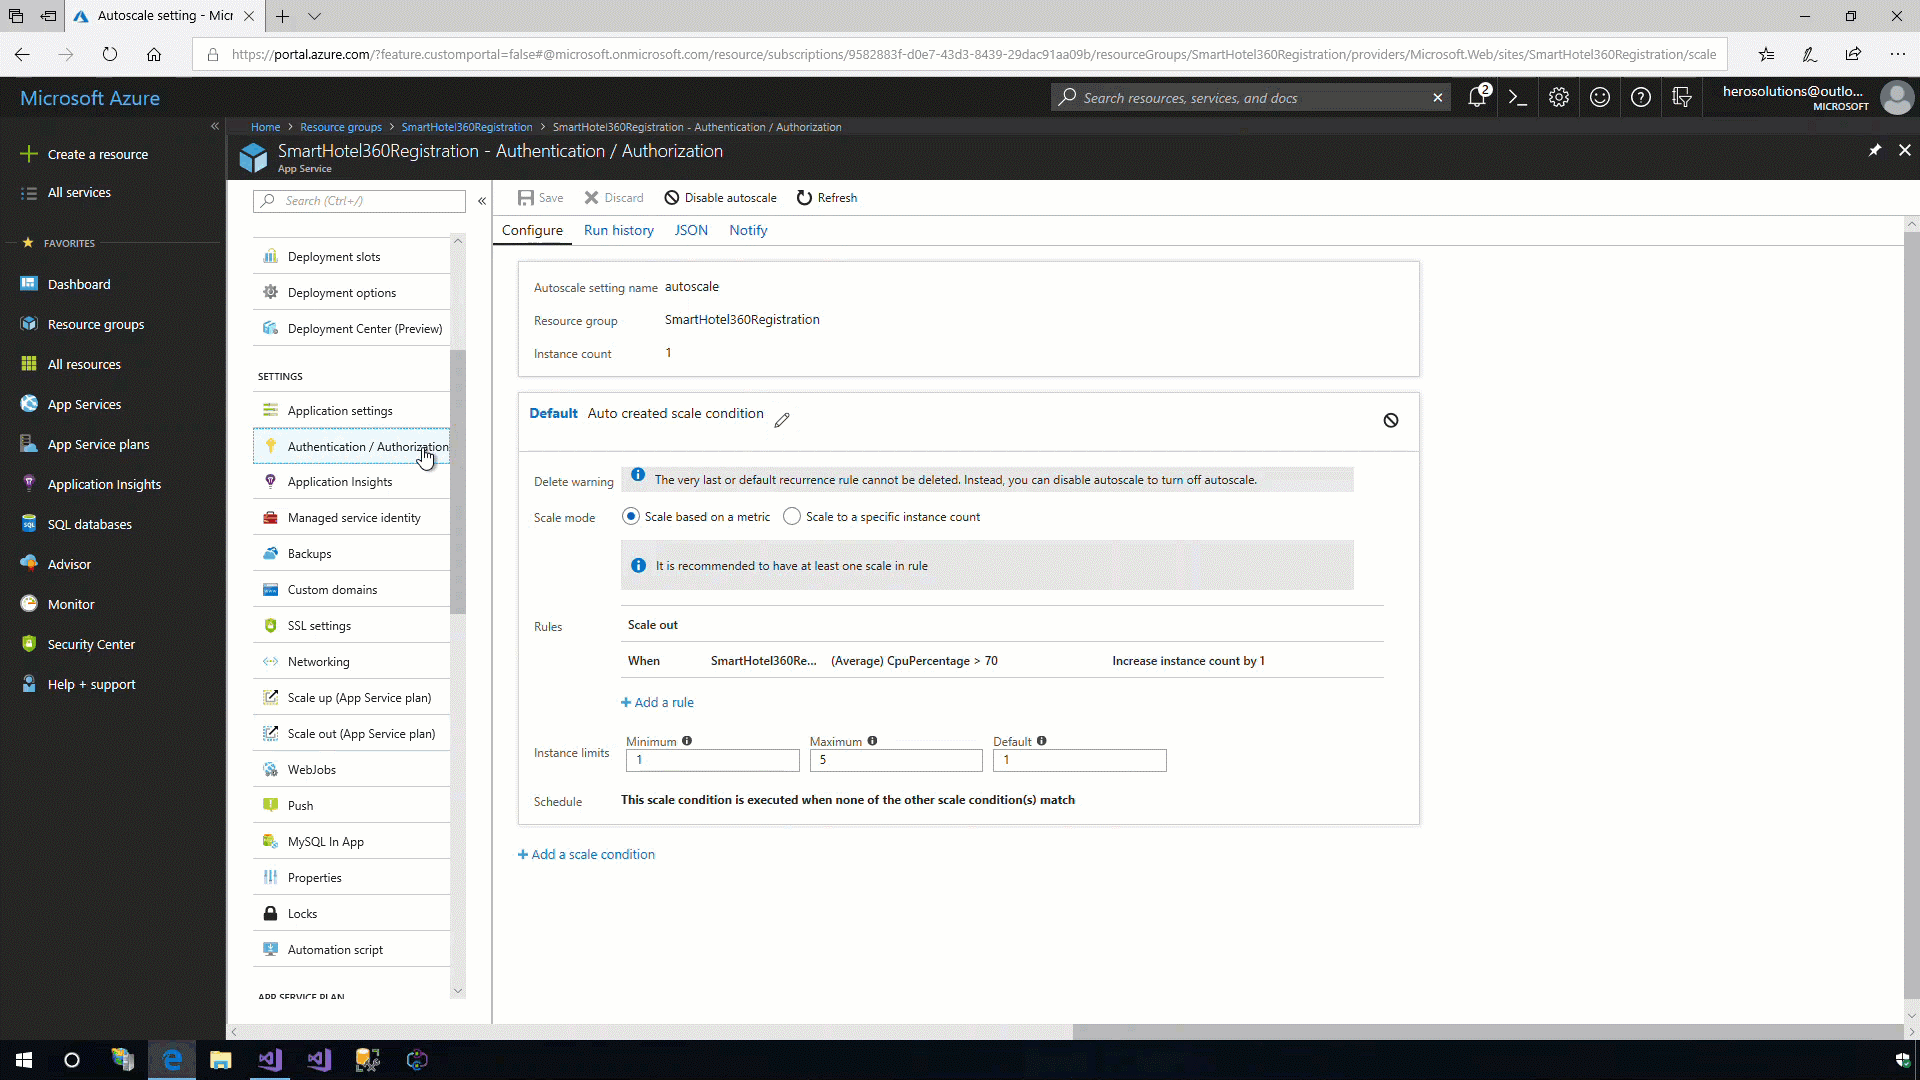 Autoscale setting - Micr
https://portal.azure.com/?feature.customportal=false#@microsoft.onmicrosoft.com/resource/subscriptions/9582883f-d0e7-43d3-8439-29dac91aa09b/resourceGroups/SmartHotel360Registration/providers/Microsoft.Web/sites/SmartHotel360Registration/scale
Microsoft Azure
Search resources, services, and docs
2
herosolutions@outlo...
MICROSOFT
Home > Resource groups > SmartHotel360Registration > SmartHotel360Registration - Authentication / Authorization
SmartHotel360Registration - Authentication / Authorization
App Service
Create a resource
All services
FAVORITES
Dashboard
Resource groups
All resources
App Services
App Service plans
Application Insights
SQL databases
Advisor
Monitor
Security Center
Help + support
Search (Ctrl+/)
Deployment slots
Deployment options
Deployment Center (Preview)
SETTINGS
Application settings
Authentication / Authorization
Application Insights
Managed service identity
Backups
Custom domains
SSL settings
Networking
Scale up (App Service plan)
Scale out (App Service plan)
WebJobs
Push
MySQL In App
Properties
Locks
Automation script
APP SERVICE PLAN
Save Discard Disable autoscale Refresh
Configure Run history JSON Notify
Autoscale setting name autoscale
Resource group SmartHotel360Registration
Instance count 1
Default Auto created scale condition
Delete warning The very last or default recurrence rule cannot be deleted. Instead, you can disable autoscale to turn off autoscale.
Scale mode Scale based on a metric Scale to a specific instance count
It is recommended to have at least one scale in rule
Rules Scale out
When SmartHotel360Re... (Average) CpuPercentage > 70 Increase instance count by 1
+ Add a rule
Instance limits Minimum Maximum Default
1 5 1
Schedule This scale condition is executed when none of the other scale condition(s) match
+ Add a scale condition